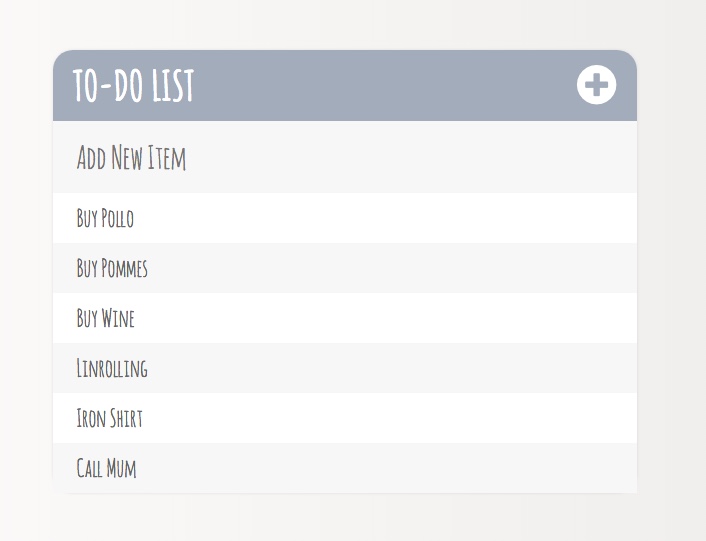 TO-DO LIST
Add New Item
Buy Pollo
Buy Pommes
Buy Wine
Linrolling
Iron Shirt
Call Mum